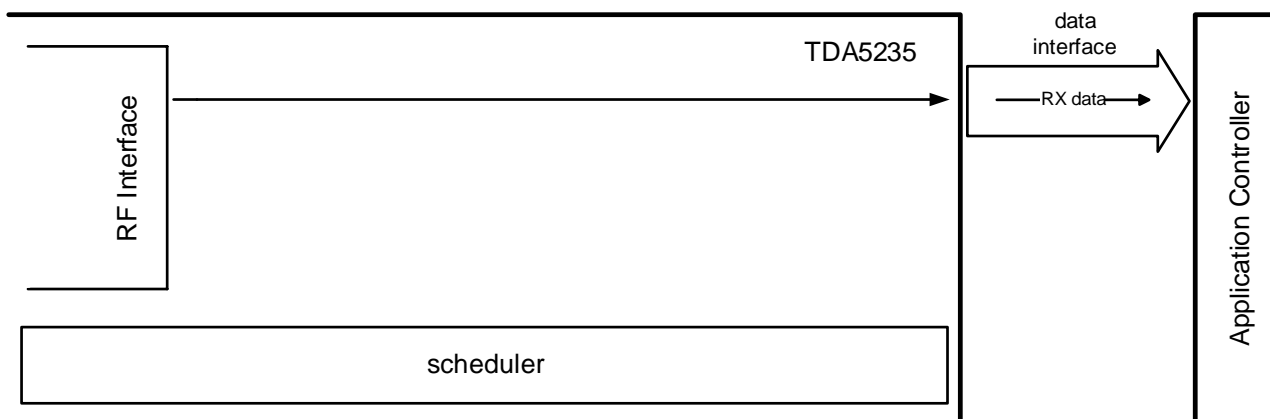 data
interface
TDA5235
RX data
RF Interface
Application Controller
scheduler